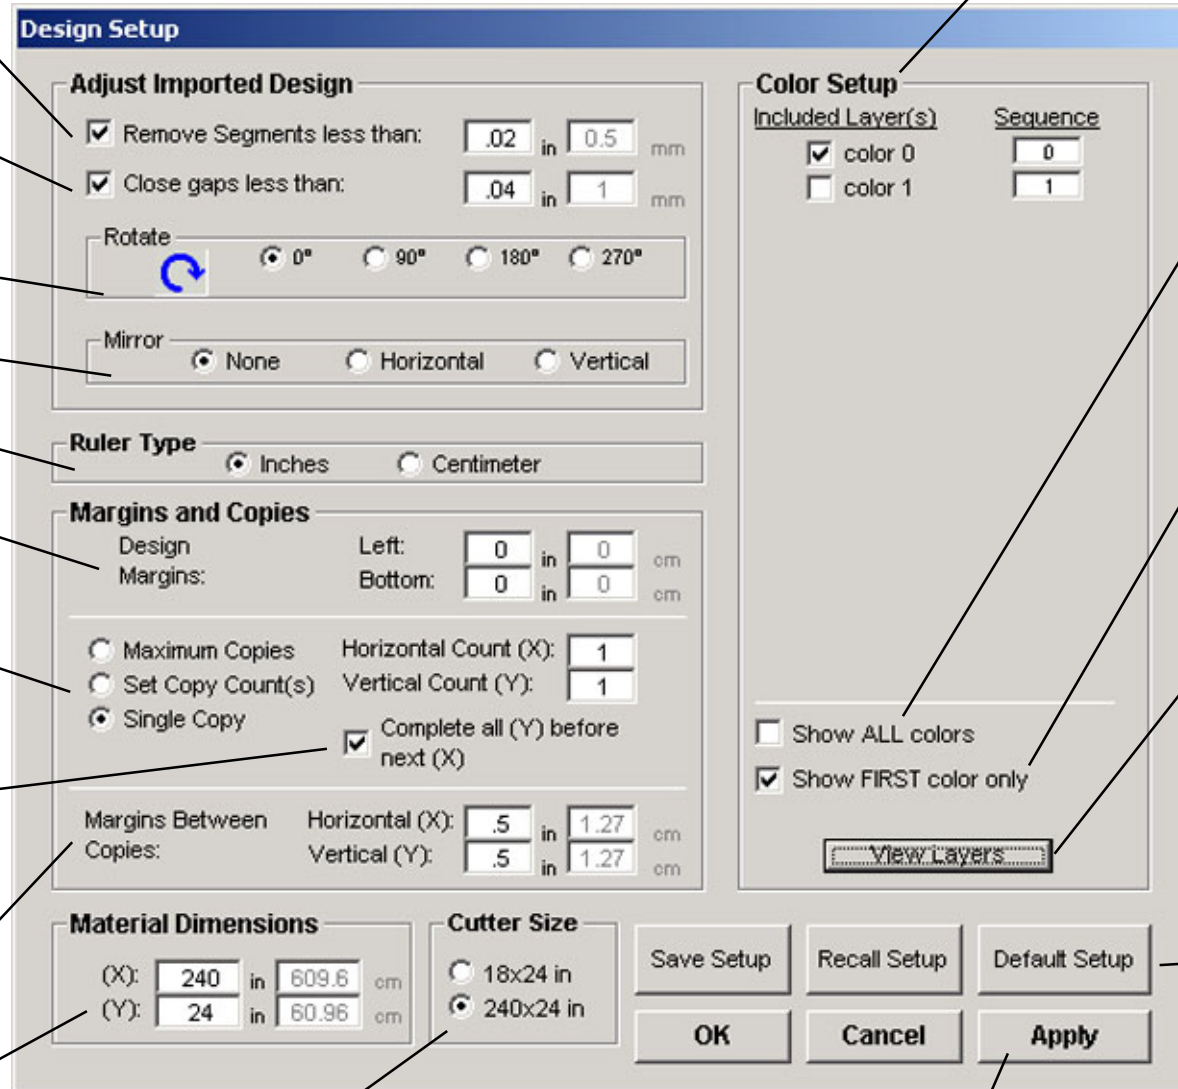 Design Setup
Adjust Imported Design
Remove Segments less than: .02 in 0.5 mm
Close gaps less than: .04 in 1 mm
Rotate
0° 90° 180° 270°
Mirror
None Horizontal Vertical
Ruler Type
Inches Centimeter
Margins and Copies
Design Margins:
Left: 0 in 0 cm
Bottom: 0 in 0 cm
Maximum Copies
Set Copy Count(s)
Single Copy
Horizontal Count (X): 1
Vertical Count (Y): 1
Complete all (Y) before
next (X)
Margins Between
Copies:
Horizontal (X): .5 in 1.27 cm
Vertical (Y): .5 in 1.27 cm
Material Dimensions
(X): 240 in 609.6 cm
(Y): 24 in 60.96 cm
Cutter Size
18x24 in
240x24 in
Color Setup
Included Layer(s) Sequence
color 0 0
color 1 1
Show ALL colors
Show FIRST color only
View Layers
Save Setup Recall Setup Default Setup
OK Cancel Apply